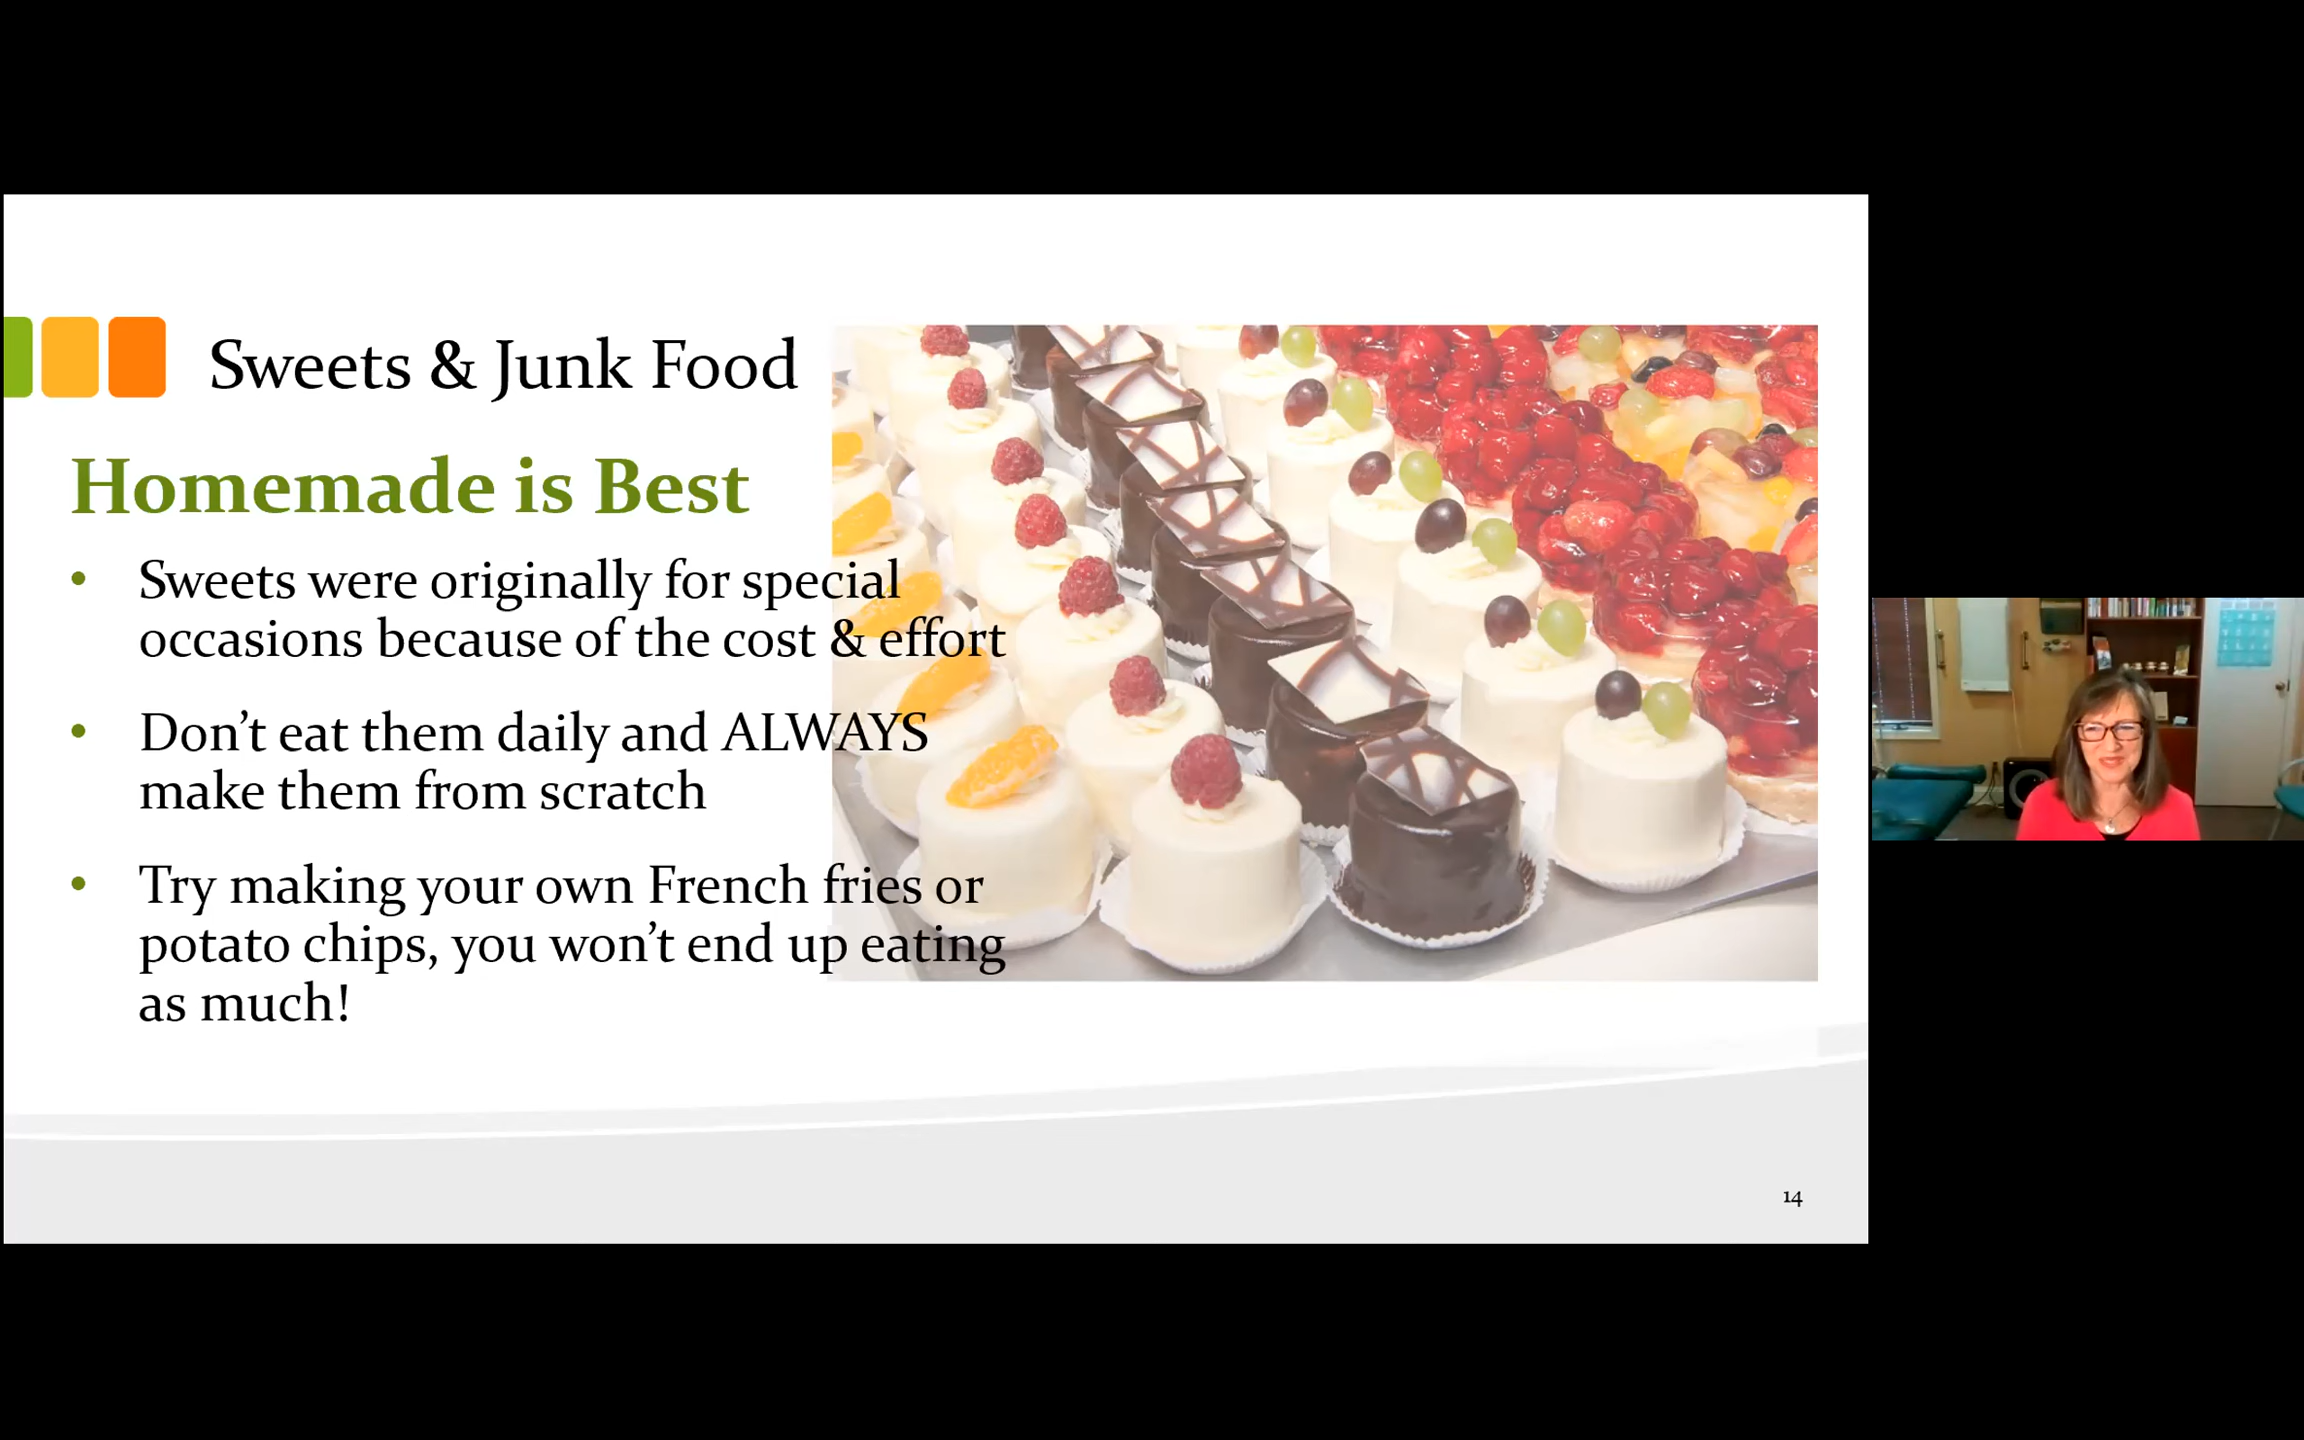 Sweets & Junk Food
Homemade is Best
• Sweets were originally for special
occasions because of the cost & effort
• Don’t eat them daily and ALWAYS
make them from scratch
• Try making your own French fries or
potato chips, you won’t end up eating
as much!
14